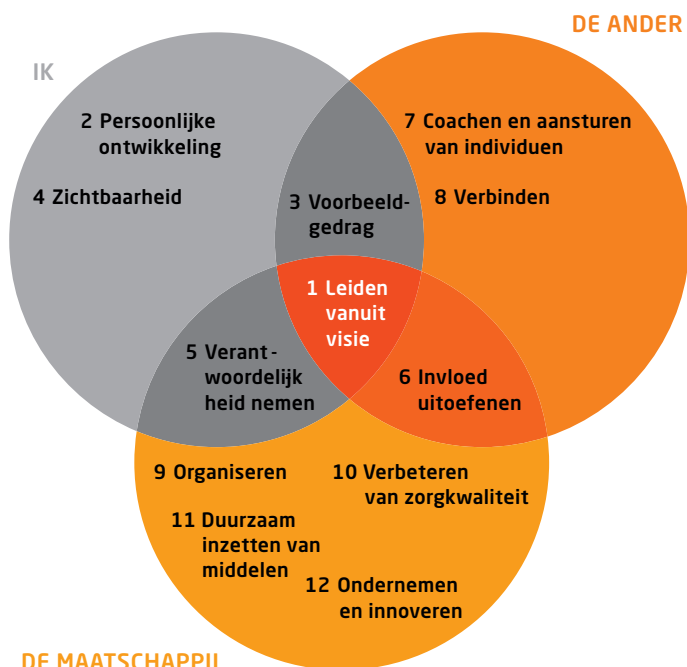 DE ANDER
IK
2 Persoonlijke
ontwikkeling
4 Zichtbaarheid
7 Coachen en aansturen
van individuen
8 Verbinden
3 Voorbeeld-
gedrag
1 Leiden
vanuit
visie
5 Verant-
woordelijk
heid nemen
6 Invloed
uitoefenen
9 Organiseren
10 Verbeteren
van zorgkwaliteit
11 Duurzaam
inzetten van
middelen
12 Ondernemen
en innoveren
DE MAATSCHAPPIJ